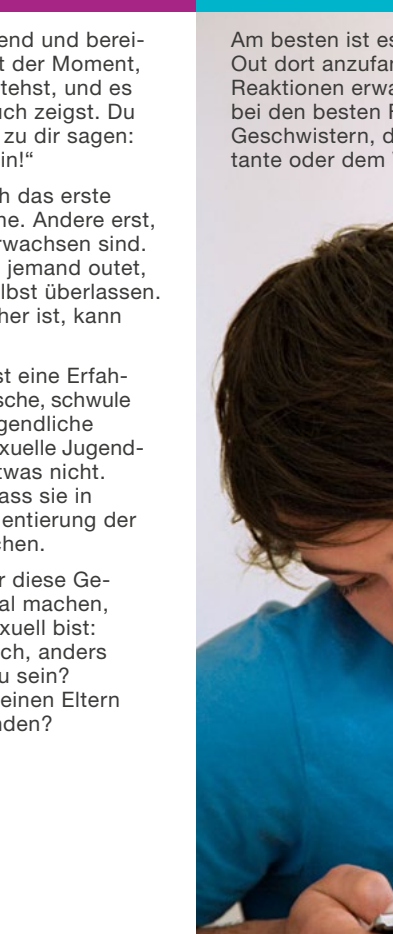 end und berei-
t der Moment,
tehst, und es
uch zeigst. Du
zu dir sagen:
in!“
h das erste
ne. Andere erst,
rwachsen sind.
jemand outet,
lbst überlassen.
her ist, kann
st eine Erfah-
sche, schwule
gendliche
xuelle Jugend-
twas nicht.
ass sie in
entierung der
chen.
r diese Ge-
al machen,
xuell bist:
ch, anders
u sein?
einen Eltern
nden?
Am besten ist es
Out dort anzufan
Reaktionen erwa
bei den besten F
Geschwistern, d
tante oder dem